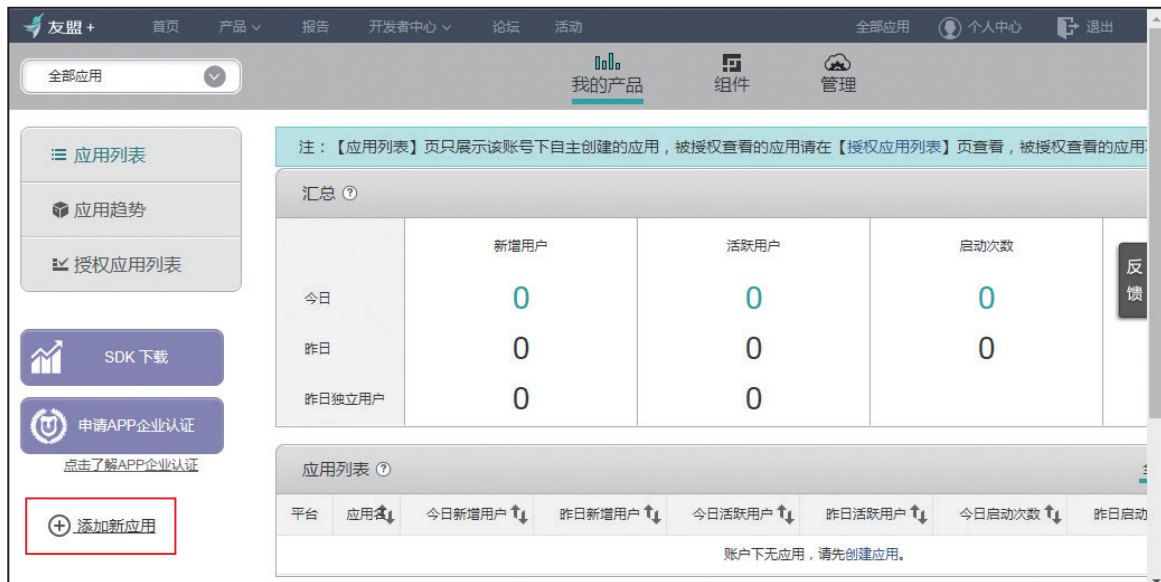 友盟+ 首页 产品 报告 开发者中心 论坛 活动 全部应用 个人中心 退出
全部应用
我的产品 组件 管理
应用列表
应用趋势
授权应用列表
SDK 下载
申请APP企业认证
点击了解APP企业认证
添加新应用
注：【应用列表】页只展示该账号下自主创建的应用，被授权查看的应用请在【授权应用列表】页查看，被授权查看的应用
汇总
新增用户 活跃用户 启动次数
今日 0 0 0
昨日 0 0 0
昨日独立用户 0 0
反馈
应用列表
平台 应用名 今日新增用户 昨日新增用户 今日活跃用户 昨日活跃用户 今日启动次数 昨日启动
账户下无应用，请先创建应用。